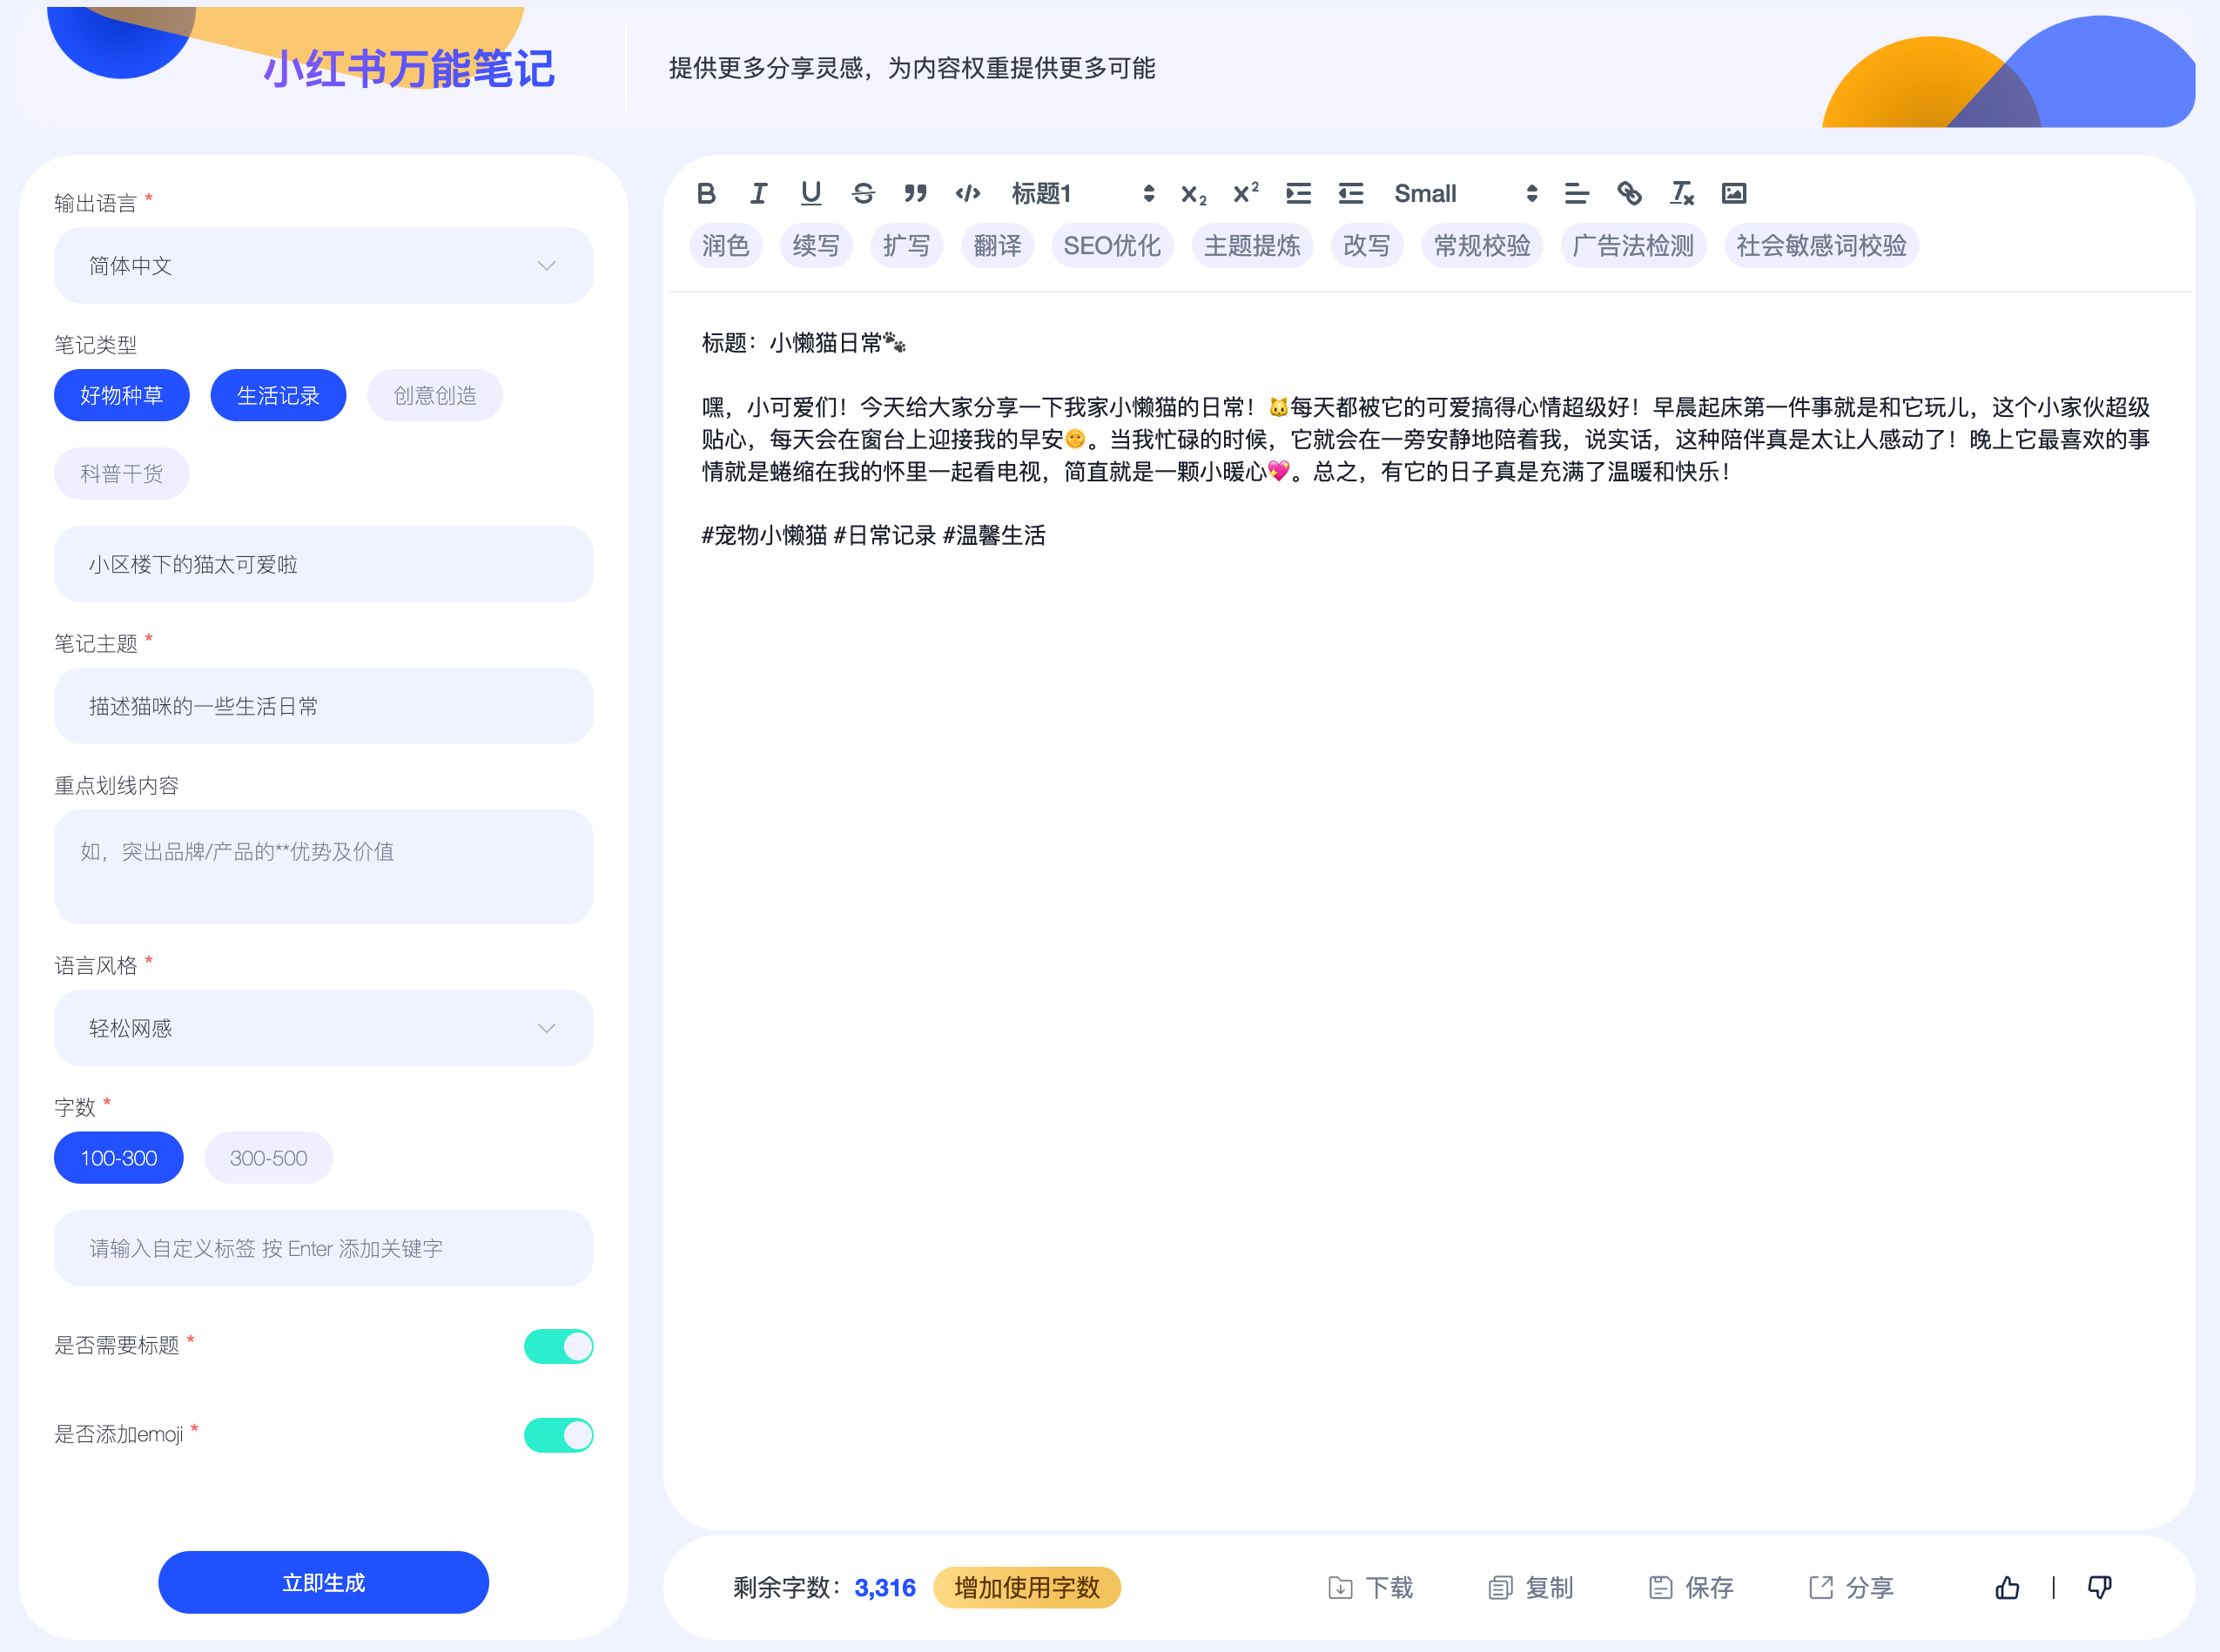 小红书万能笔记
提供更多分享灵感，为内容权重提供更多可能
输出语言 *
简体中文
笔记类型
好物种草 生活记录 创意创造
科普干货
小区楼下的猫太可爱啦
笔记主题 *
描述猫咪的一些生活日常
重点划线内容
如，突出品牌/产品的**优势及价值
语言风格 *
轻松网感
字数 *
100-300 300-500
请输入自定义标签 按 Enter 添加关键字
是否需要标题 *
是否添加emoji *
立即生成
标题1 Small
润色 续写 扩写 翻译 SEO优化 主题提炼 改写 常规校验 广告法检测 社会敏感词校验
标题：小懒猫日常🐾
嘿，小可爱们！今天给大家分享一下我家小懒猫的日常！🐱每天都被它的可爱搞得心情超级好！早晨起床第一件事就是和它玩儿，这个小家伙超级
贴心，每天会在窗台上迎接我的早安🌞。当我忙碌的时候，它就会在一旁安静地陪着我，说实话，这种陪伴真是太让人感动了！晚上它最喜欢的事
情就是蜷缩在我的怀里一起看电视，简直就是一颗小暖心💖。总之，有它的日子真是充满了温暖和快乐！
#宠物小懒猫 #日常记录 #温馨生活
剩余字数：3,316 增加使用字数 下载 复制 保存 分享